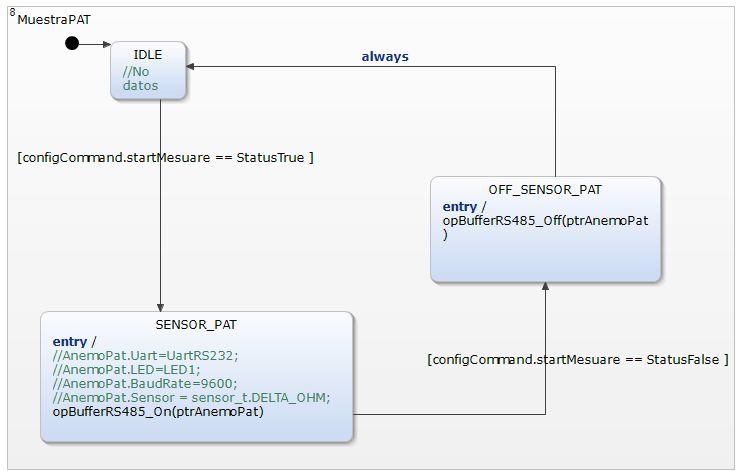 8
MuestraPAT
IDLE
//No
datos
always
[configCommand.startMesuare == StatusTrue ]
OFF_SENSOR_PAT
entry /
opBufferRS485_Off(ptrAnemoPat
)
SENSOR_PAT
entry /
//AnemoPat.Uart=UartRS232;
//AnemoPat.LED=LED1;
//AnemoPat.BaudRate=9600;
//AnemoPat.Sensor = sensor_t.DELTA_OHM;
opBufferRS485_On(ptrAnemoPat)
[configCommand.startMesuare == StatusFalse ]